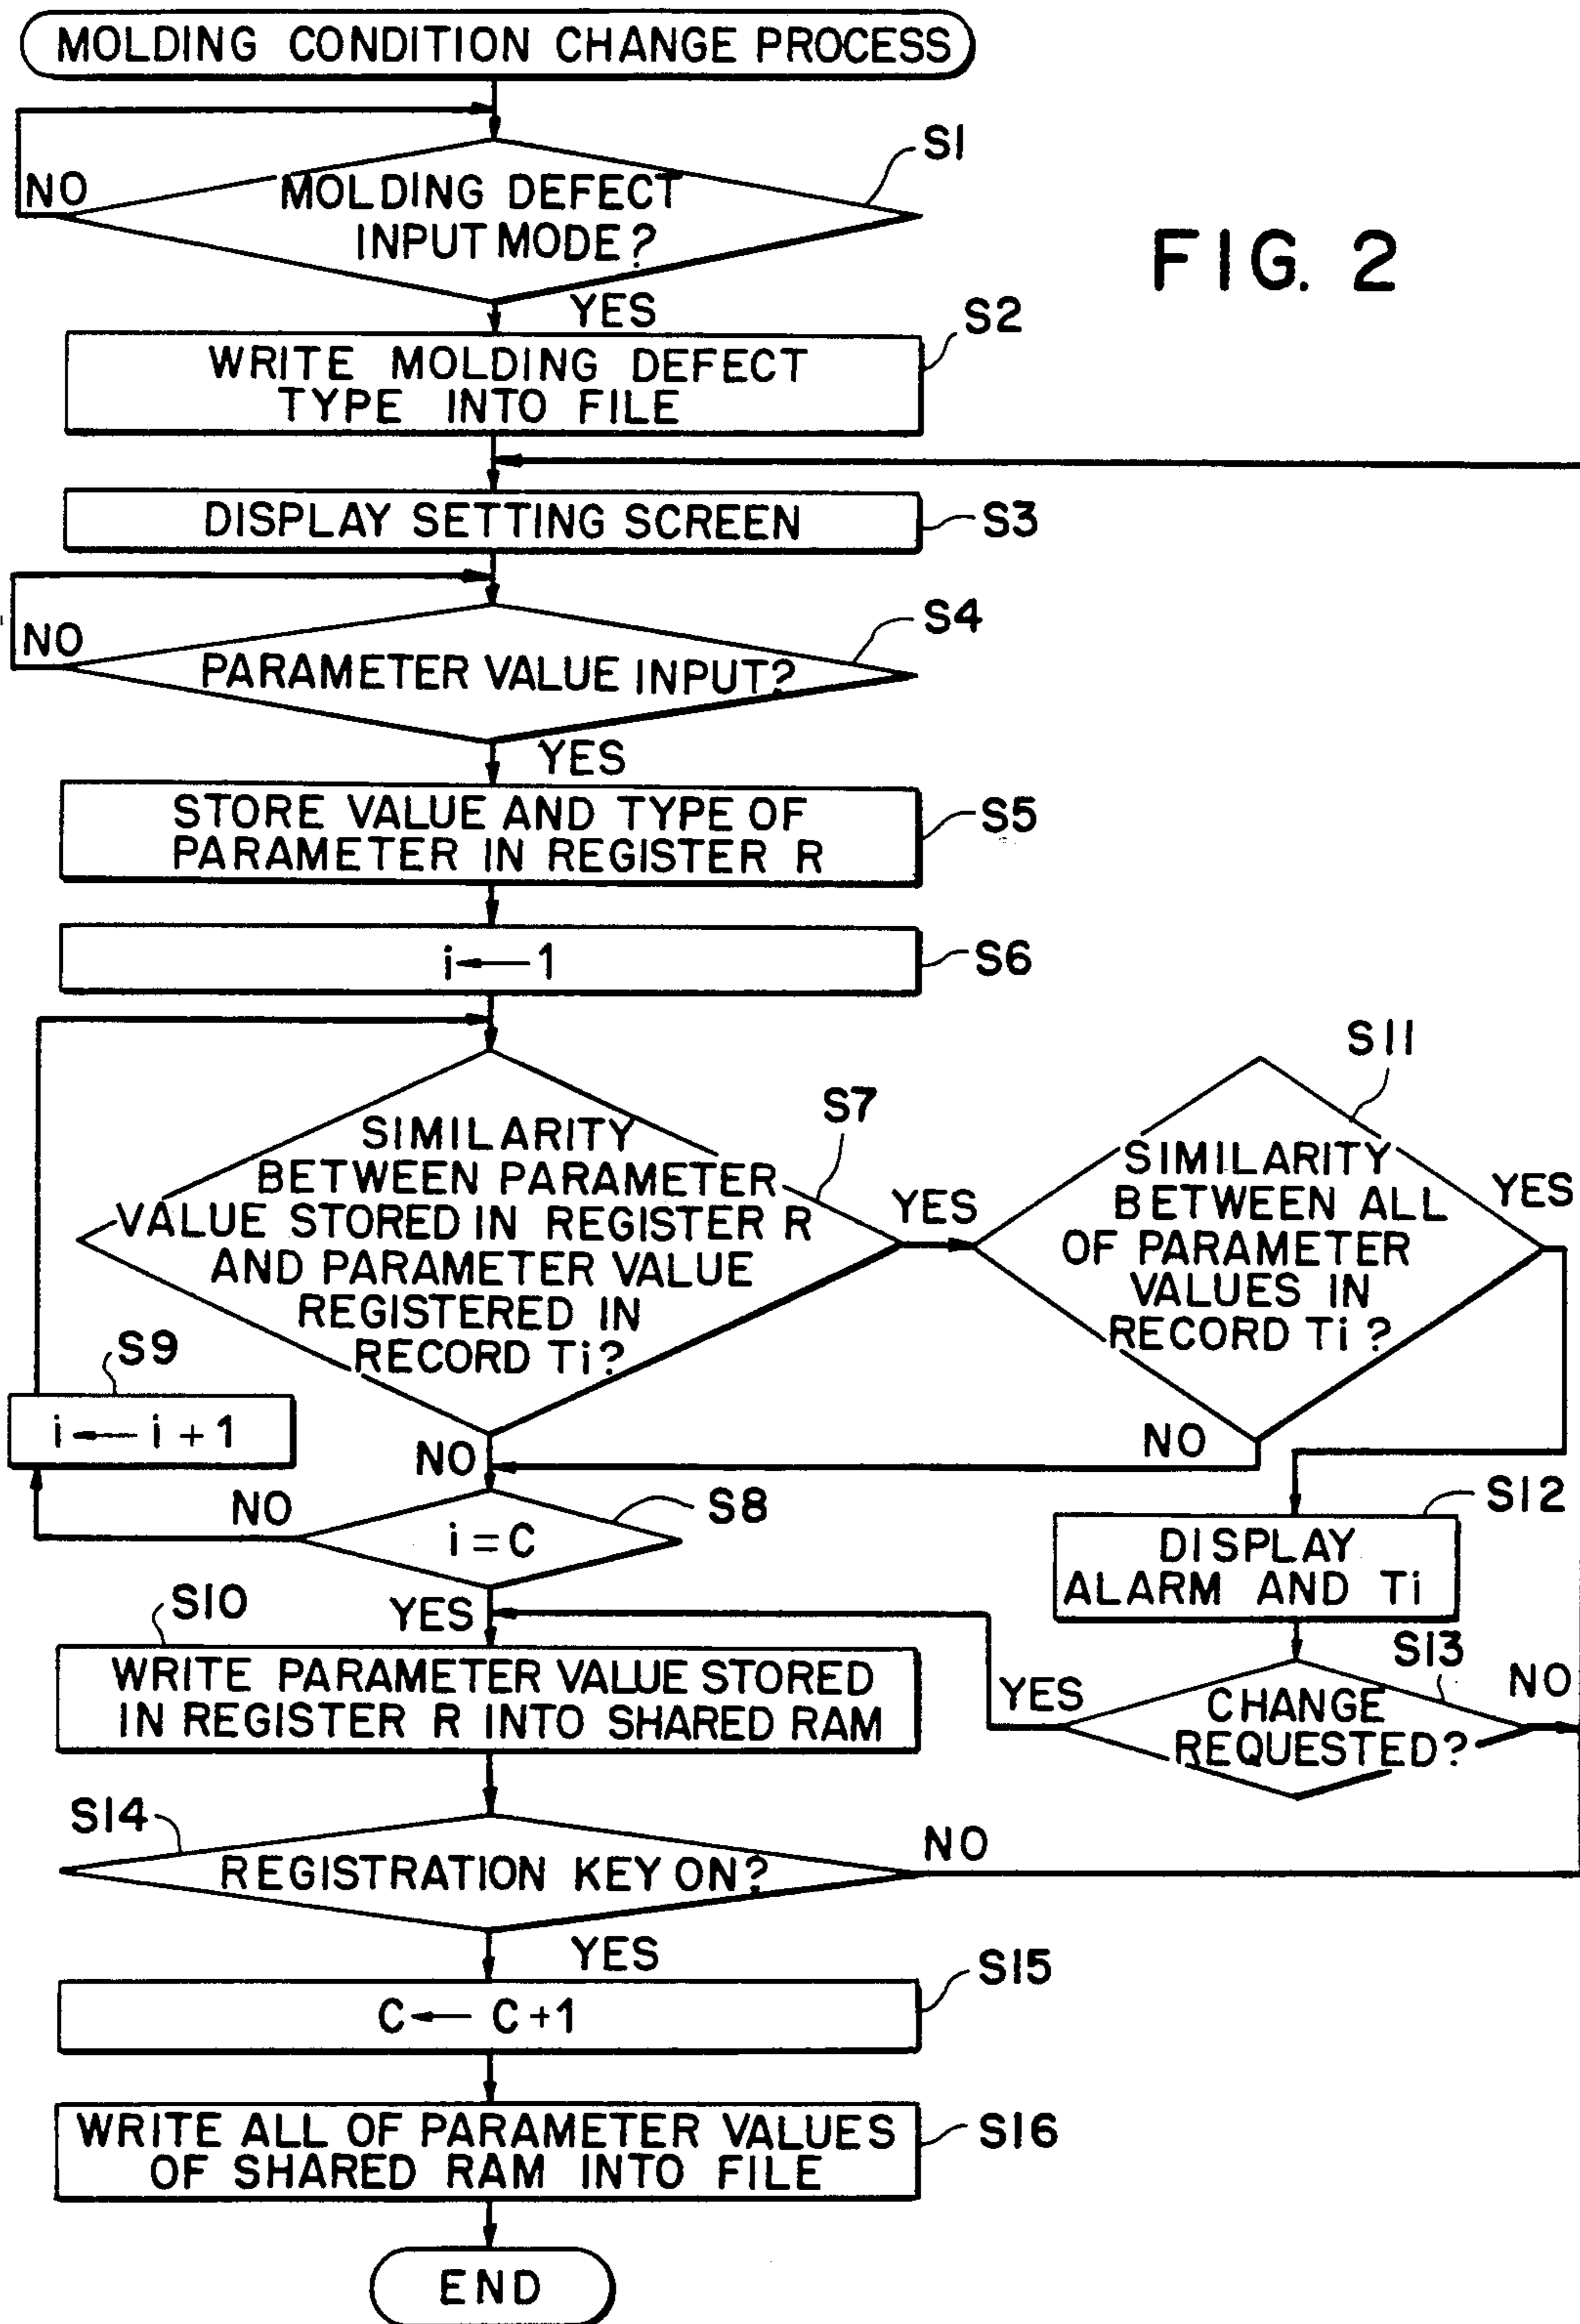 MOLDING CONDITION CHANGE PROCESS
S1
NO
MOLDING DEFECT
INPUT MODE?
FIG. 2
YES
S2
WRITE MOLDING DEFECT
TYPE INTO FILE
DISPLAY SETTING SCREEN
S3
S4
NO
PARAMETER VALUE INPUT?
YES
STORE VALUE AND TYPE OF
PARAMETER IN REGISTER R
S5
i ← 1
S6
S7
SIMILARITY
BETWEEN PARAMETER
VALUE STORED IN REGISTER R
AND PARAMETER VALUE
REGISTERED IN
RECORD Ti?
YES
S11
SIMILARITY
BETWEEN ALL
OF PARAMETER
VALUES IN
RECORD Ti?
YES
S9
i ← i + 1
NO
NO
NO
S8
i = C
S12
DISPLAY
ALARM AND Ti
S10
YES
WRITE PARAMETER VALUE STORED
IN REGISTER R INTO SHARED RAM
S13
YES
CHANGE
REQUESTED?
NO
S14
REGISTRATION KEY ON?
NO
YES
S15
C ← C + 1
WRITE ALL OF PARAMETER VALUES
OF SHARED RAM INTO FILE
S16
END